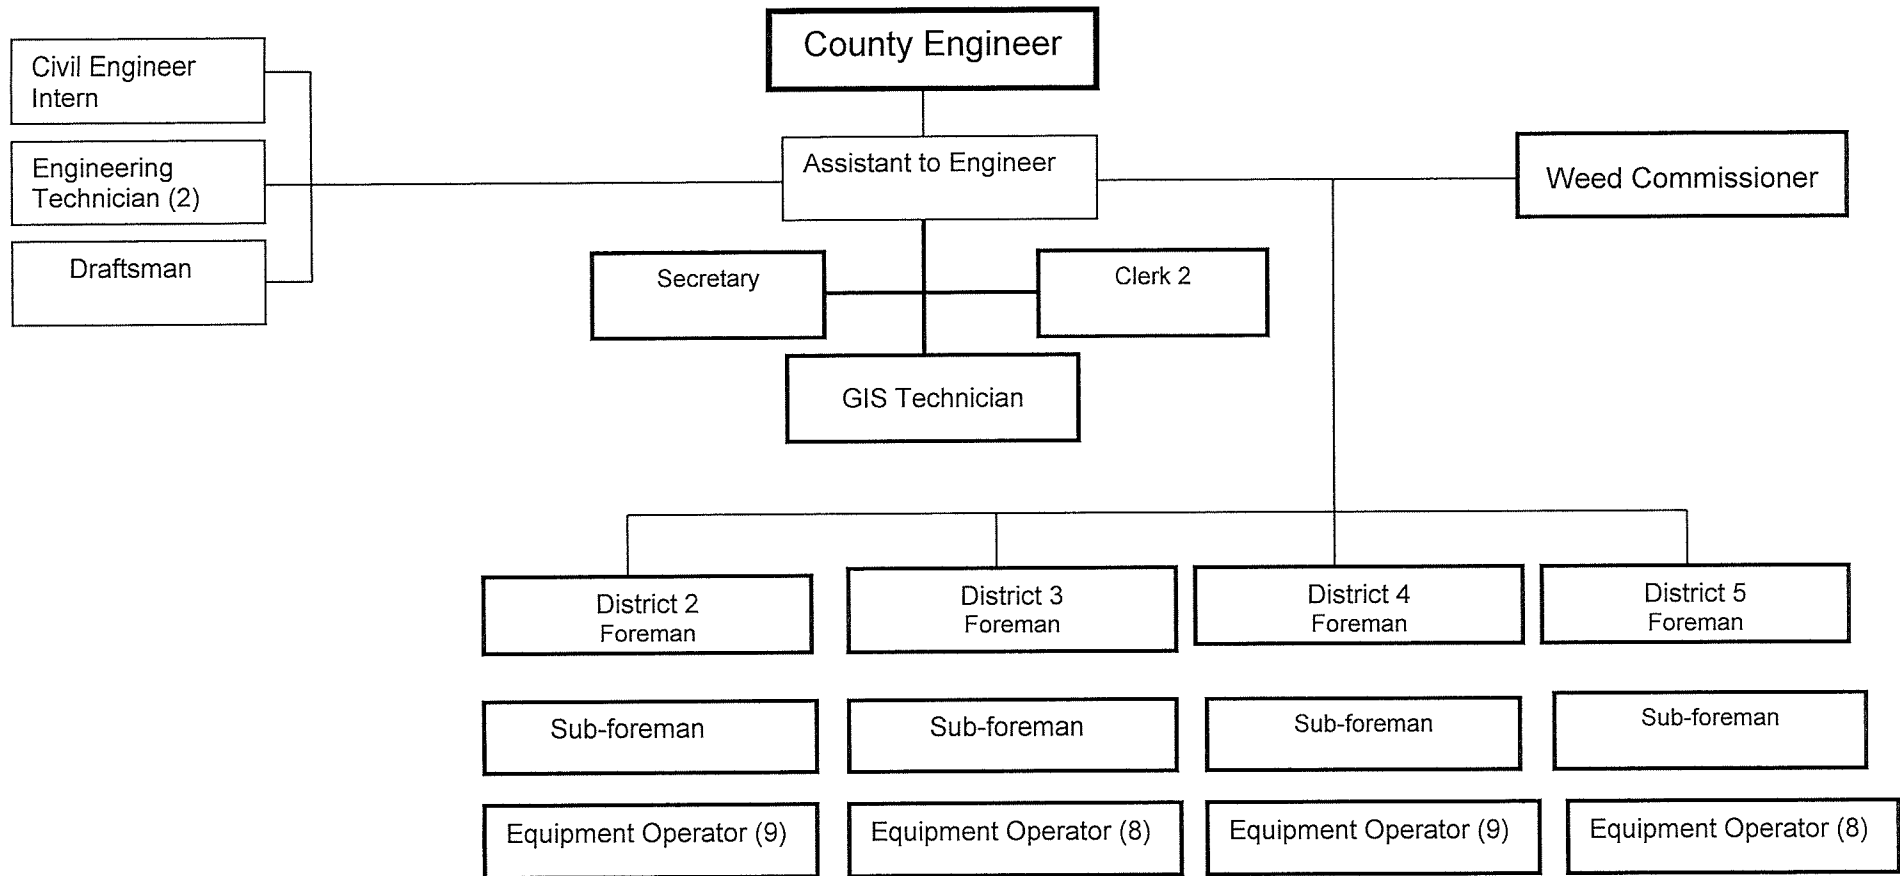 County Engineer
Civil Engineer
Intern
Engineering
Technician (2)
Draftsman
Assistant to Engineer
Weed Commissioner
Secretary
Clerk 2
GIS Technician
District 2
Foreman
District 3
Foreman
District 4
Foreman
District 5
Foreman
Sub-foreman
Sub-foreman
Sub-foreman
Sub-foreman
Equipment Operator (9)
Equipment Operator (8)
Equipment Operator (9)
Equipment Operator (8)